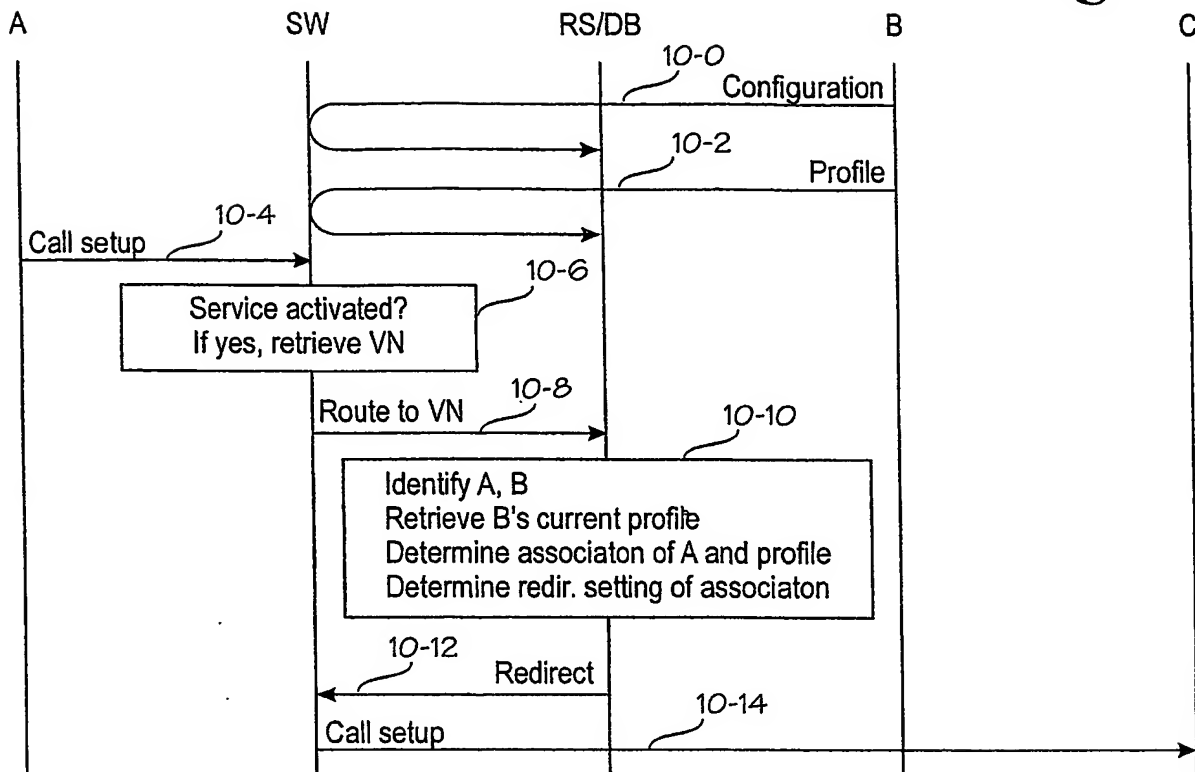 A SW RS/DB B C
10-0
Configuration
10-2
Profile
10-4
Call setup
10-6
Service activated?
If yes, retrieve VN
10-8
Route to VN
10-10
Identify A, B
Retrieve B's current profile
Determine associaton of A and profile
Determine redir. setting of associaton
10-12
Redirect
10-14
Call setup